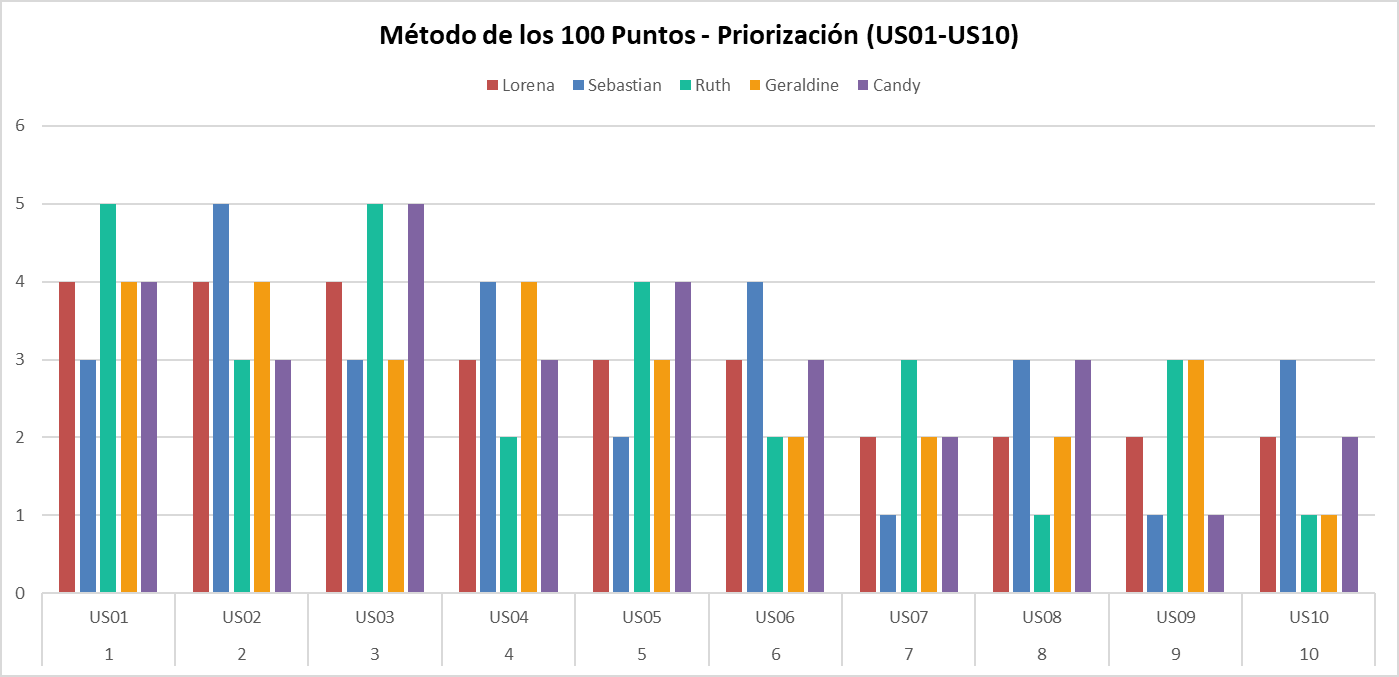 Método de los 100 Puntos - Priorización (US01-US10)
Lorena Sebastian Ruth Geraldine Candy
6
5
4
3
2
1
0
US01 US02 US03 US04 US05 US06 US07 US08 US09 US10
1 2 3 4 5 6 7 8 9 10